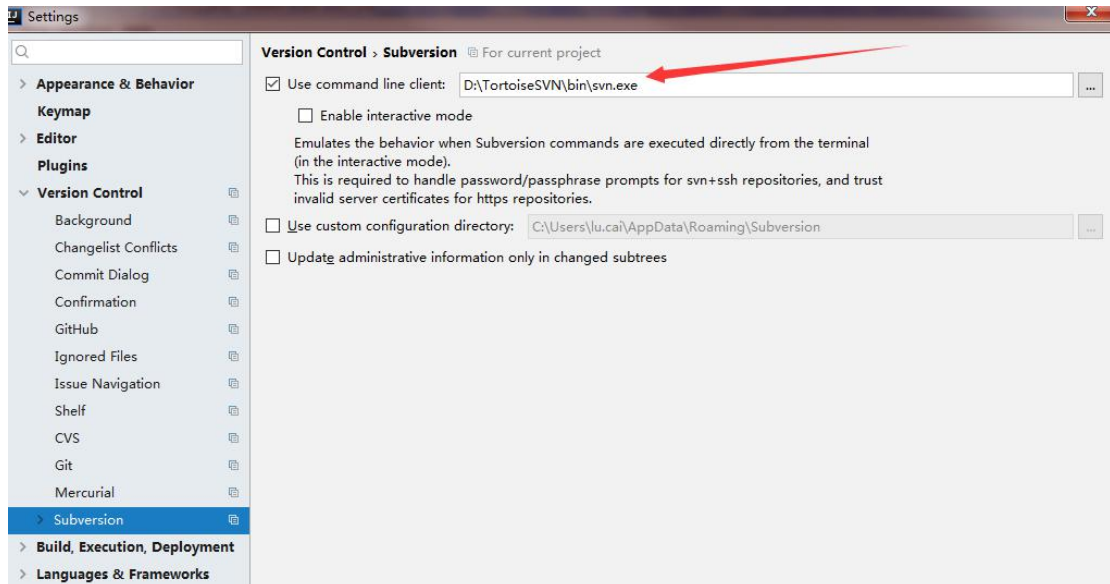 Settings
Appearance & Behavior
Keymap
Editor
Plugins
Version Control
Background
Changelist Conflicts
Commit Dialog
Confirmation
GitHub
Ignored Files
Issue Navigation
Shelf
CVS
Git
Mercurial
Subversion
Build, Execution, Deployment
Languages & Frameworks
Version Control › Subversion For current project
Use command line client: D:\TortoiseSVN\bin\svn.exe ...
Enable interactive mode
Emulates the behavior when Subversion commands are executed directly from the terminal
(in the interactive mode).
This is required to handle password/passphrase prompts for svn+ssh repositories, and trust
invalid server certificates for https repositories.
Use custom configuration directory: C:\Users\lu.cai\AppData\Roaming\Subversion ...
Update administrative information only in changed subtrees